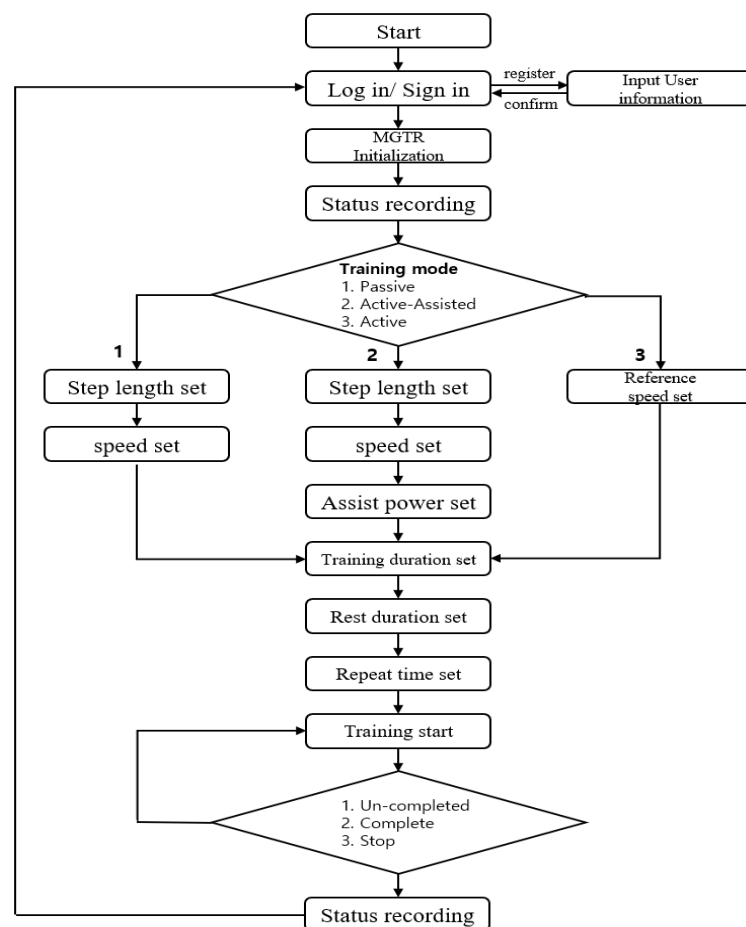 Start
Log in/ Sign in
register
confirm
Input User
information
MGTR
Initialization
Status recording
Training mode
1. Passive
2. Active-Assisted
3. Active
1
2
3
Step length set
Step length set
Reference
speed set
speed set
speed set
Assist power set
Training duration set
Rest duration set
Repeat time set
Training start
1. Un-completed
2. Complete
3. Stop
Status recording